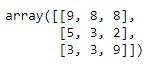 array([[9, 8, 8],
       [5, 3, 2],
       [3, 3, 9]])